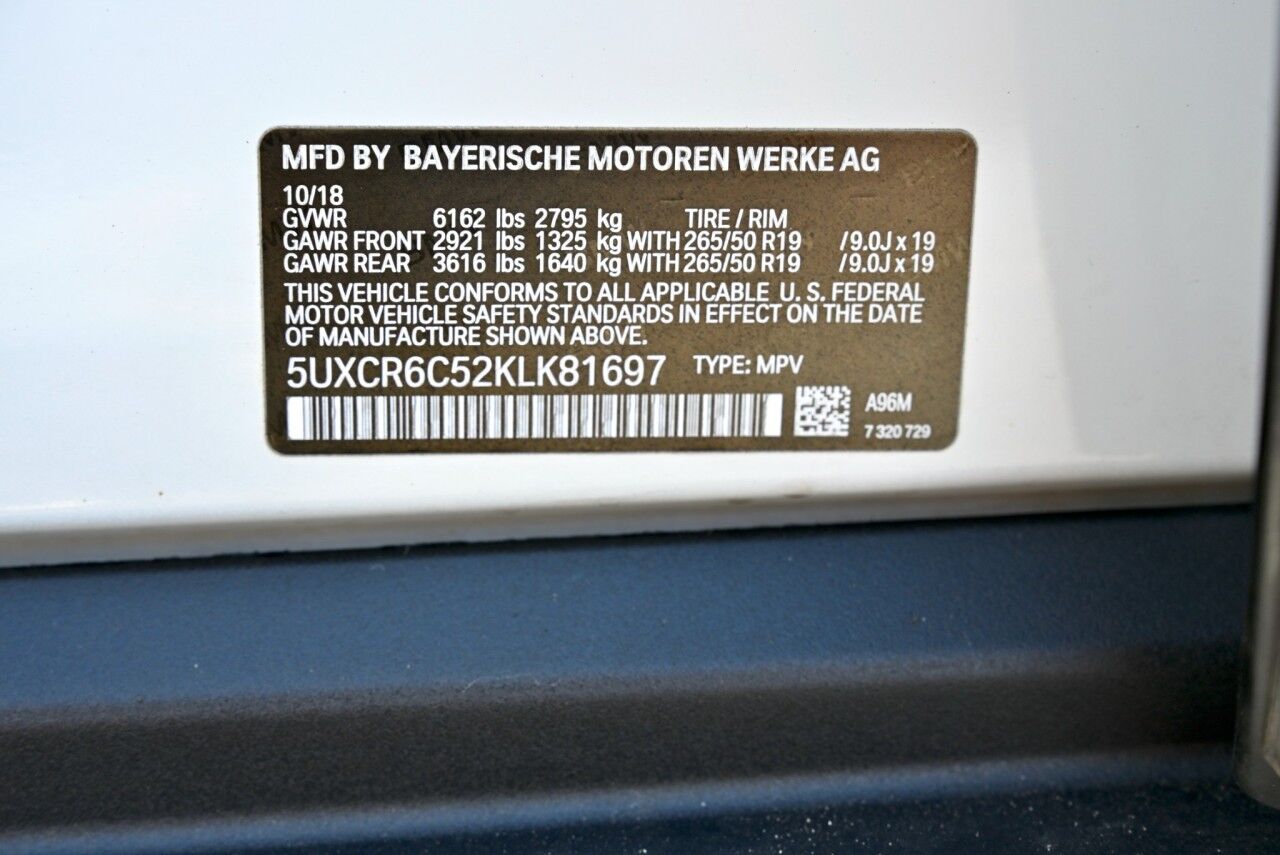 MFD BY BAYERISCHE MOTOREN WERKE AG
10/18
GVWR 6162 lbs 2795 kg TIRE / RIM
GAWR FRONT 2921 lbs 1325 kg WITH 265/50 R19 /9.0J x 19
GAWR REAR 3616 lbs 1640 kg WITH 265/50 R19 /9.0J x 19
THIS VEHICLE CONFORMS TO ALL APPLICABLE U. S. FEDERAL
MOTOR VEHICLE SAFETY STANDARDS IN EFFECT ON THE DATE
OF MANUFACTURE SHOWN ABOVE.
5UXCR6C52KLK81697 TYPE: MPV
A96M
7 320 729